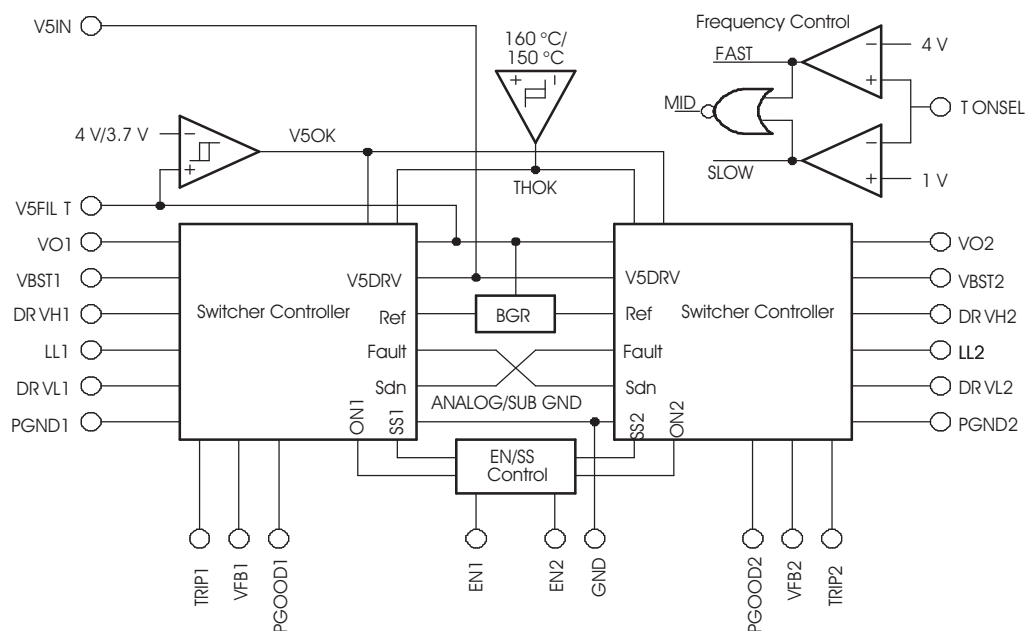 V5IN
160 °C/
150 °C
+ −
Frequency Control
FAST
− 4 V
+
MID
T ONSEL
SLOW
−
+ 1 V
4 V/3.7 V −
+
V5OK
THOK
V5FIL T
VO1
VBST1
DR VH1
LL1
DR VL1
PGND1
Switcher Controller
V5DRV
Ref
Fault
Sdn
ON1
SS1
BGR
ANALOG/SUB GND
EN/SS
Control
V5DRV
Ref
Fault
Sdn
SS2
ON2
Switcher Controller
VO2
VBST2
DR VH2
LL2
DR VL2
PGND2
TRIP1
VFB1
PGOOD1
EN1
EN2
GND
PGOOD2
VFB2
TRIP2